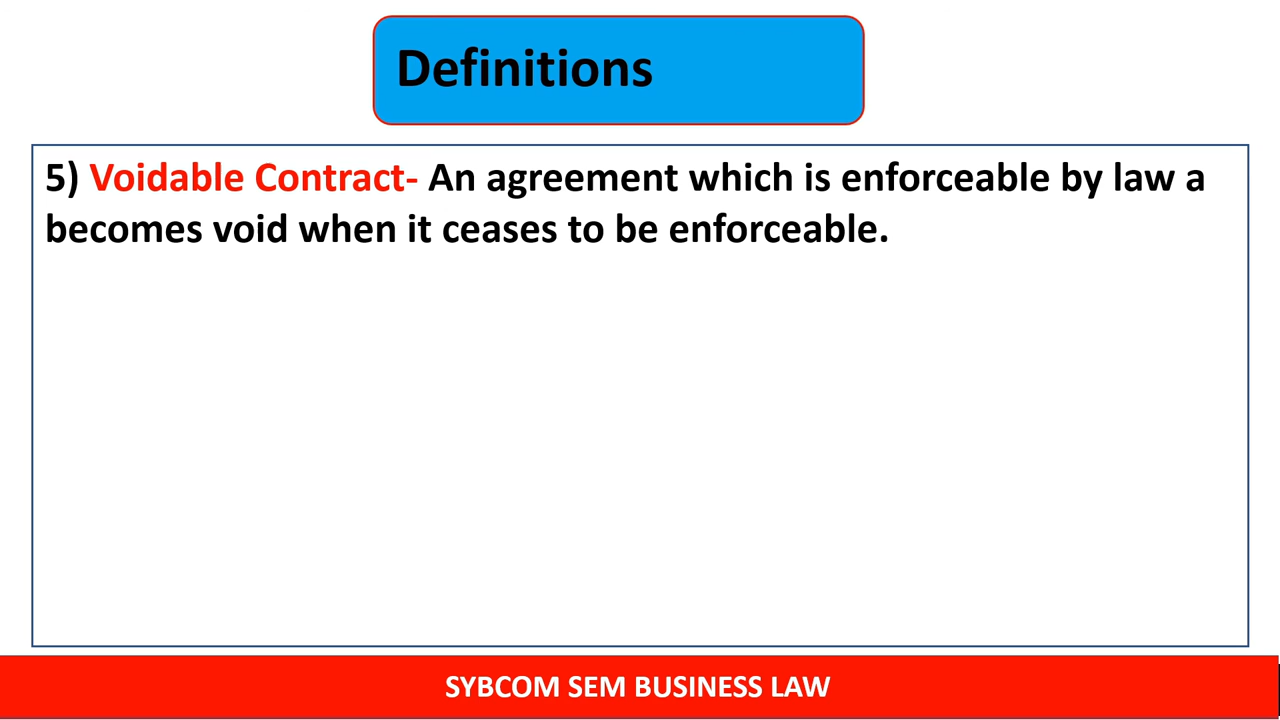 Definitions
5) Voidable Contract- An agreement which is enforceable by law a
becomes void when it ceases to be enforceable.
SYBCOM SEM BUSINESS LAW